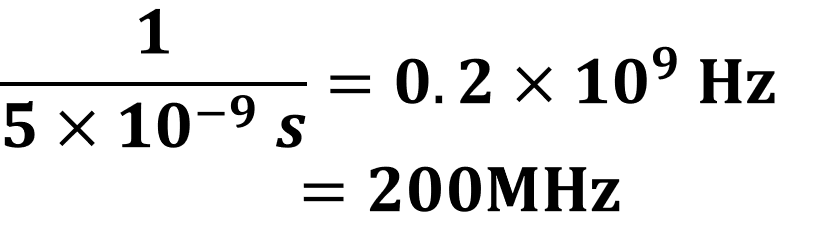 1
5 × 10⁻⁹ s = 0.2 × 10⁹ Hz
= 200MHz